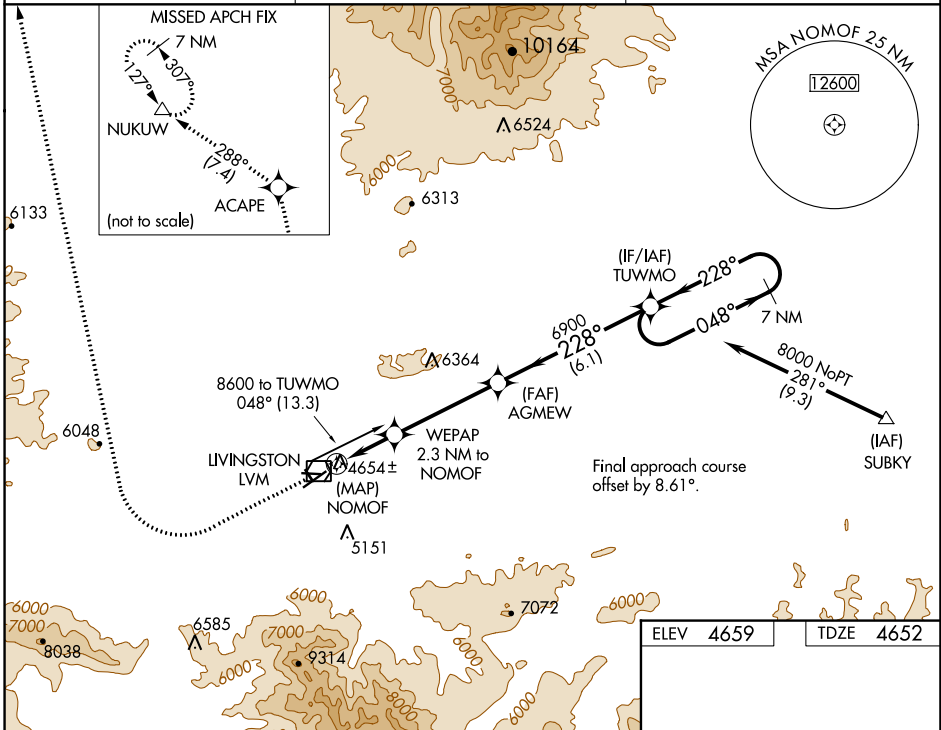 MISSED APCH FIX
7 NM
307°
127°
NUKUW
288°
(7.4)
ACAPE
(not to scale)
10164
7000
6524
6000
6313
MSA NOMOF 25 NM
12600
6133
(IF/IAF)
TUWMO
228°
048°
7 NM
6900
228°
(6.1)
8000 NoPT
281°
(9.3)
(IAF)
SUBKY
6364
(FAF)
AGMEW
8600 to TUWMO
048° (13.3)
6048
WEPAP
2.3 NM to
NOMOF
LIVINGSTON
LVM
4654±
(MAP)
NOMOF
Final approach course
offset by 8.61°.
5151
6000
7000
8038
6585
6000
7000
6000
9314
8000
7072
6000
6000
6000
ELEV 4659
TDZE 4652